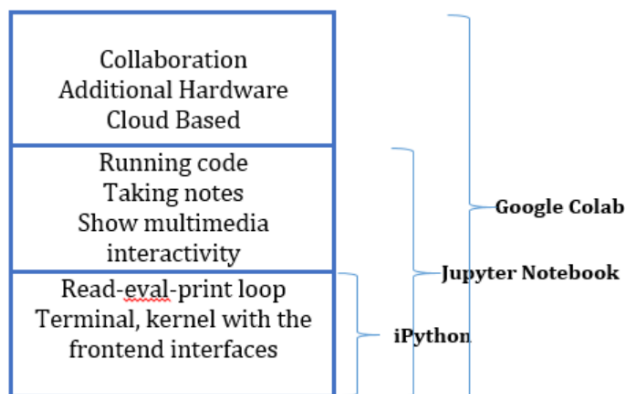 Collaboration
Additional Hardware
Cloud Based
Running code
Taking notes
Show multimedia
interactivity
Read-eval-print loop
Terminal, kernel with the
frontend interfaces
Google Colab
Jupyter Notebook
iPython